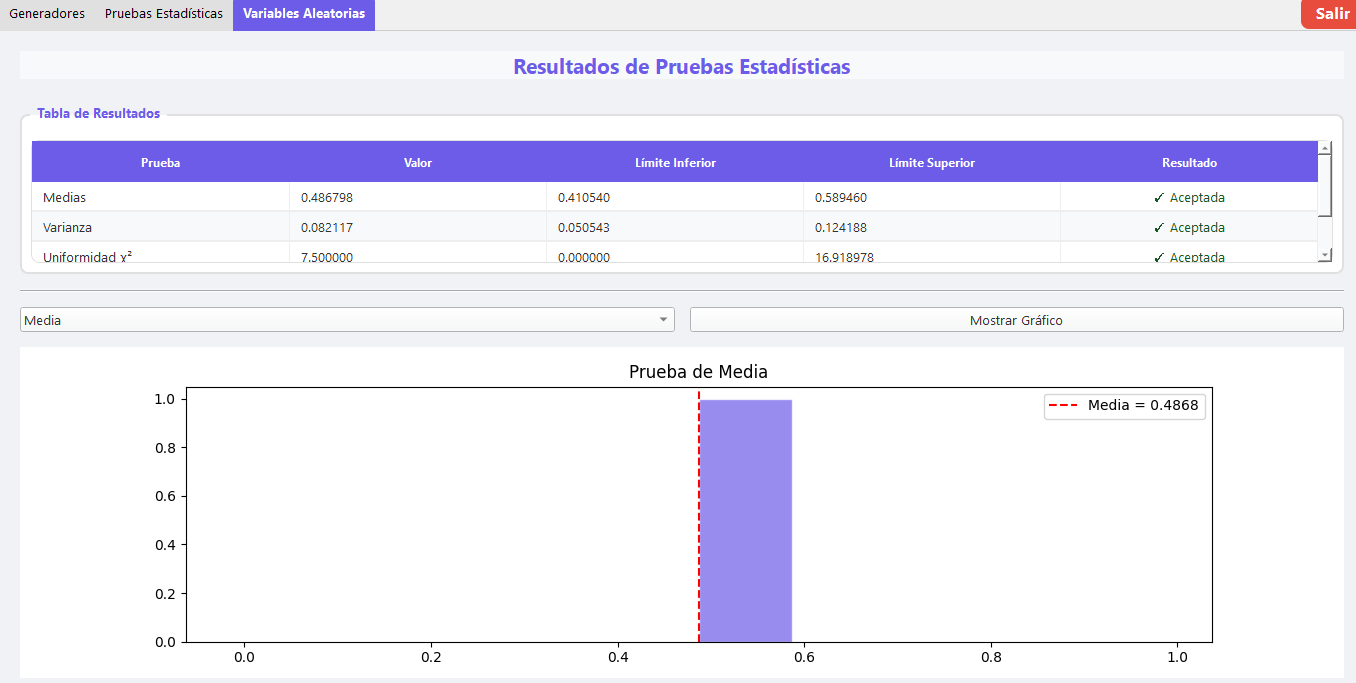 Generadores Pruebas Estadísticas Variables Aleatorias Salir
Resultados de Pruebas Estadísticas
Tabla de Resultados
Prueba Valor Límite Inferior Límite Superior Resultado
Medias 0.486798 0.410540 0.589460 ✓ Aceptada
Varianza 0.082117 0.050543 0.124188 ✓ Aceptada
Uniformidad χ² 7.500000 0.000000 16.918978 ✓ Aceptada
Media Mostrar Gráfico
Prueba de Media
Media = 0.4868
1.0
0.8
0.6
0.4
0.2
0.0
0.0 0.2 0.4 0.6 0.8 1.0